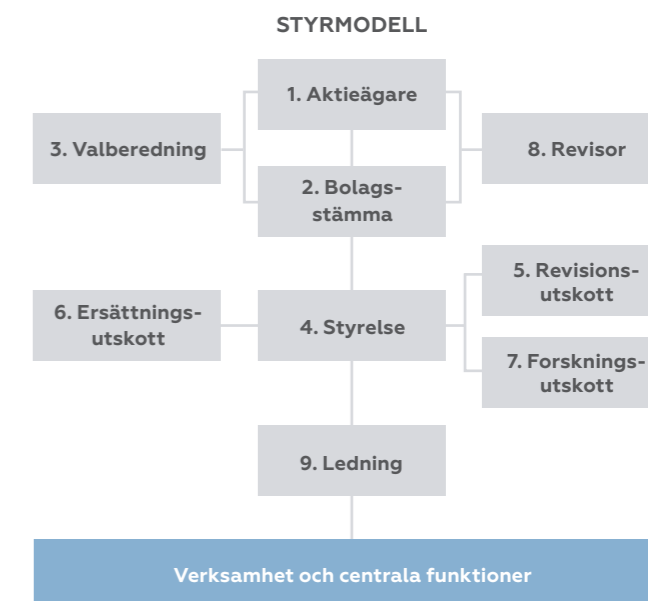 STYRMODELL
1. Aktieägare
3. Valberedning
8. Revisor
2. Bolags-
stämma
5. Revisions-
utskott
6. Ersättnings-
utskott
4. Styrelse
7. Forsknings-
utskott
9. Ledning
Verksamhet och centrala funktioner